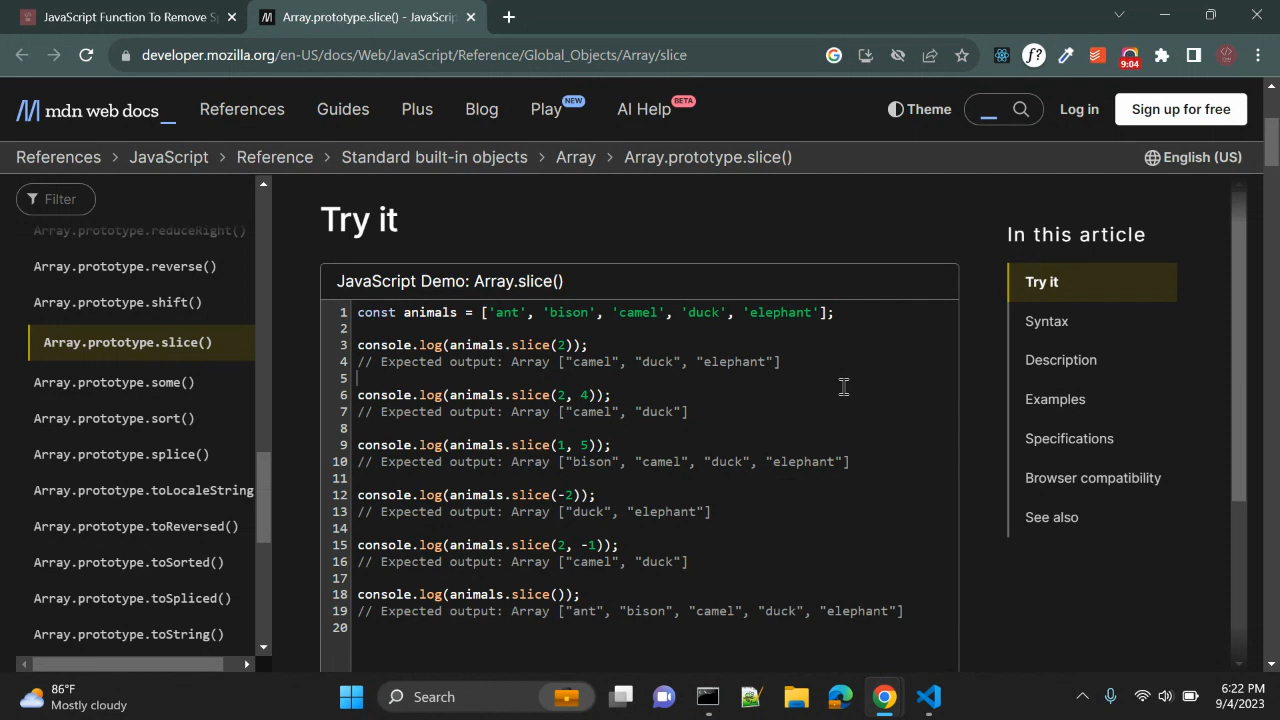 JavaScript Function To Remove S
Array.prototype.slice() - JavaScrip
developer.mozilla.org/en-US/docs/Web/JavaScript/Reference/Global_Objects/Array/slice
f?
9:04
mdn web docs_
References
Guides
Plus
Blog
Play NEW
AI Help BETA
Theme
Log in
Sign up for free
References > JavaScript > Reference > Standard built-in objects > Array > Array.prototype.slice()
English (US)
Filter
Array.prototype.reduceRight()
Array.prototype.reverse()
Array.prototype.shift()
Array.prototype.slice()
Array.prototype.some()
Array.prototype.sort()
Array.prototype.splice()
Array.prototype.toLocaleString
Array.prototype.toReversed()
Array.prototype.toSorted()
Array.prototype.toSpliced()
Array.prototype.toString()
Try it
JavaScript Demo: Array.slice()
1 const animals = ['ant', 'bison', 'camel', 'duck', 'elephant'];
2
3 console.log(animals.slice(2));
4 // Expected output: Array ["camel", "duck", "elephant"]
5
6 console.log(animals.slice(2, 4));
7 // Expected output: Array ["camel", "duck"]
8
9 console.log(animals.slice(1, 5));
10 // Expected output: Array ["bison", "camel", "duck", "elephant"]
11
12 console.log(animals.slice(-2));
13 // Expected output: Array ["duck", "elephant"]
14
15 console.log(animals.slice(2, -1));
16 // Expected output: Array ["camel", "duck"]
17
18 console.log(animals.slice());
19 // Expected output: Array ["ant", "bison", "camel", "duck", "elephant"]
20
In this article
Try it
Syntax
Description
Examples
Specifications
Browser compatibility
See also
86°F
Mostly cloudy
Search
6:22 PM
9/4/2023